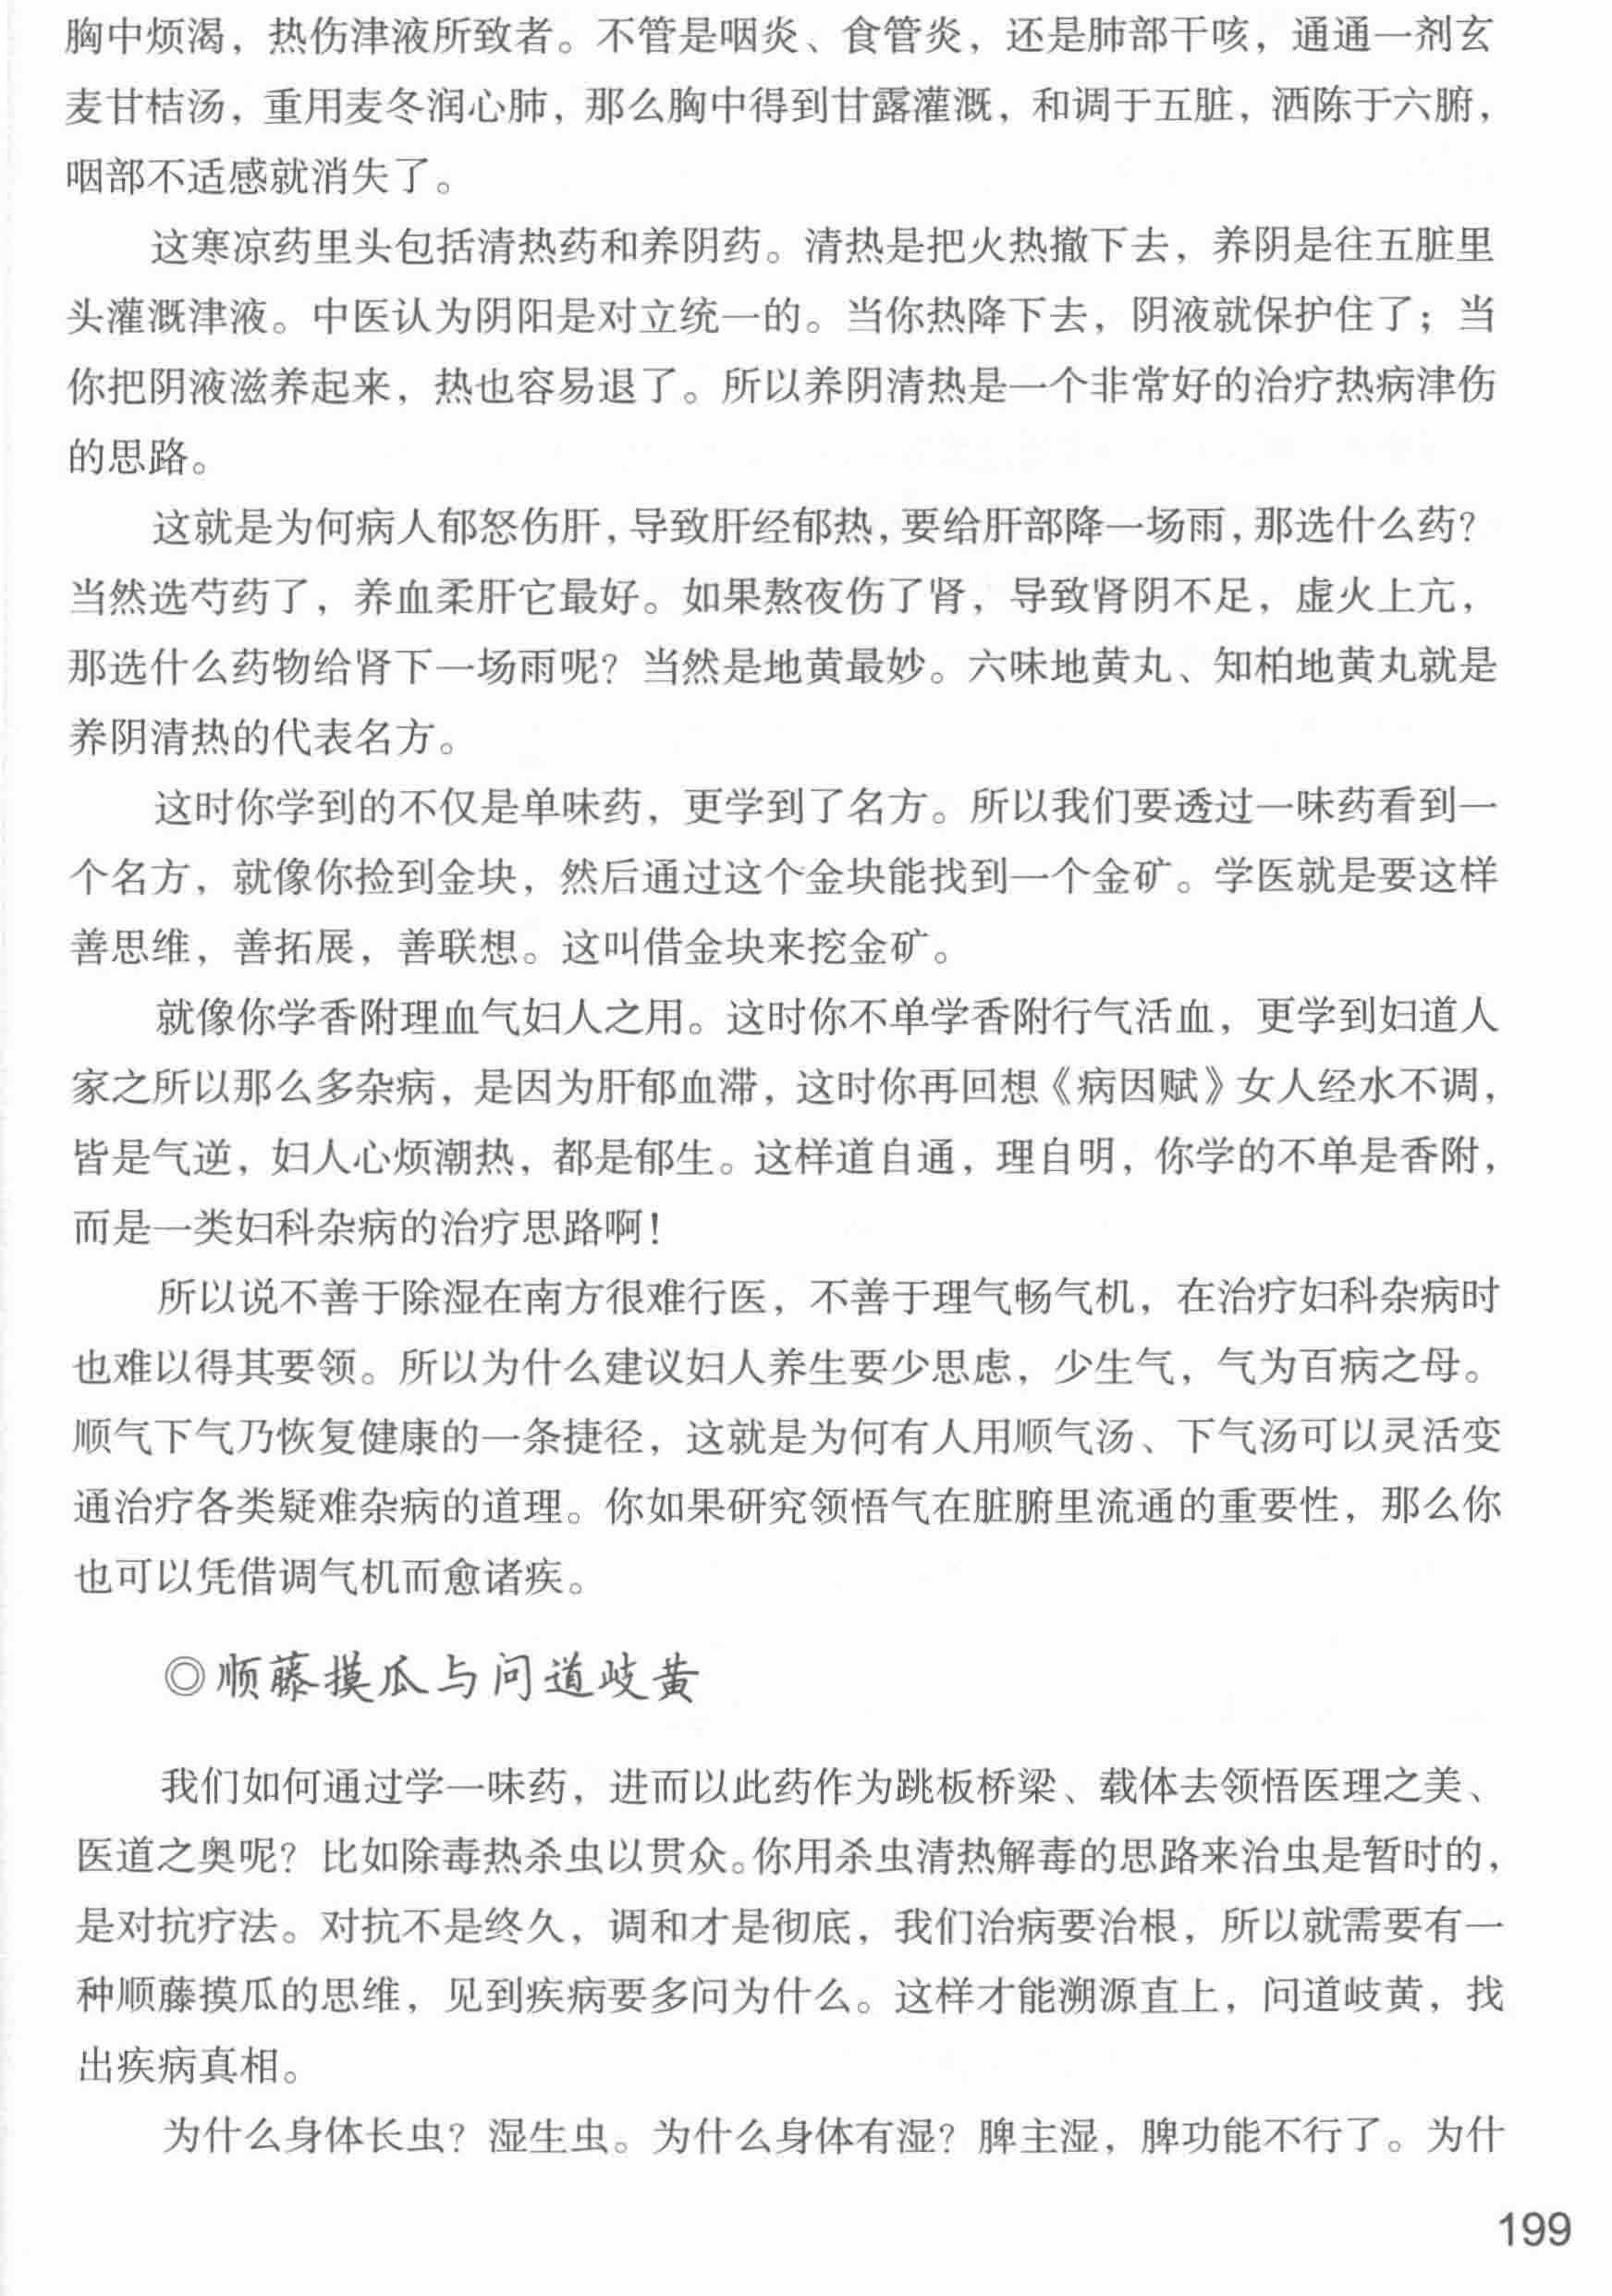 胸中烦渴，热伤津液所致者。不管是咽炎、食管炎，还是肺部干咳，通通一剂玄
麦甘桔汤，重用麦冬润心肺，那么胸中得到甘露灌溉，和调于五脏，洒陈于六腑，
咽部不适感就消失了。
这寒凉药里头包括清热药和养阴药。清热是把火热撤下去，养阴是往五脏里
头灌溉津液。中医认为阴阳是对立统一的。当你热降下去，阴液就保护住了；当
你把阴液滋养起来，热也容易退了。所以养阴清热是一个非常好的治疗热病津伤
的思路。
这就是为何病人郁怒伤肝，导致肝经郁热，要给肝部降一场雨，那选什么药？
当然选芍药了，养血柔肝它最好。如果熬夜伤了肾，导致肾阴不足，虚火上亢，
那选什么药物给肾下一场雨呢？当然是地黄最妙。六味地黄丸、知柏地黄丸就是
养阴清热的代表名方。
这时你学到的不仅是单味药，更学到了名方。所以我们要透过一味药看到一
个名方，就像你捡到金块，然后通过这个金块能找到一个金矿。学医就是要这样
善思维，善拓展，善联想。这叫借金块来挖金矿。
就像你学香附理血气妇人之用。这时你不单学香附行气活血，更学到妇道人
家之所以那么多杂病，是因为肝郁血滞，这时你再回想《病因赋》女人经水不调，
皆是气逆，妇人心烦潮热，都是郁生。这样道自通，理自明，你学的不单是香附，
而是一类妇科杂病的治疗思路啊！
所以说不善于除湿在南方很难行医，不善于理气畅气机，在治疗妇科杂病时
也难以得其要领。所以为什么建议妇人养生要少思虑，少生气，气为百病之母。
顺气下气乃恢复健康的一条捷径，这就是为何有人用顺气汤、下气汤可以灵活变
通治疗各类疑难杂病的道理。你如果研究领悟气在脏腑里流通的重要性，那么你
也可以凭借调气机而愈诸疾。
◎顺藤摸瓜与问道岐黄
我们如何通过学一味药，进而以此药作为跳板桥梁、载体去领悟医理之美、
医道之奥呢？比如除毒热杀虫以贯众。你用杀虫清热解毒的思路来治虫是暂时的，
是对抗疗法。对抗不是终久，调和才是彻底，我们治病要治根，所以就需要有一
种顺藤摸瓜的思维，见到疾病要多问为什么。这样才能溯源直上，问道岐黄，找
出疾病真相。
为什么身体长虫？湿生虫。为什么身体有湿？脾主湿，脾功能不行了。为什
199